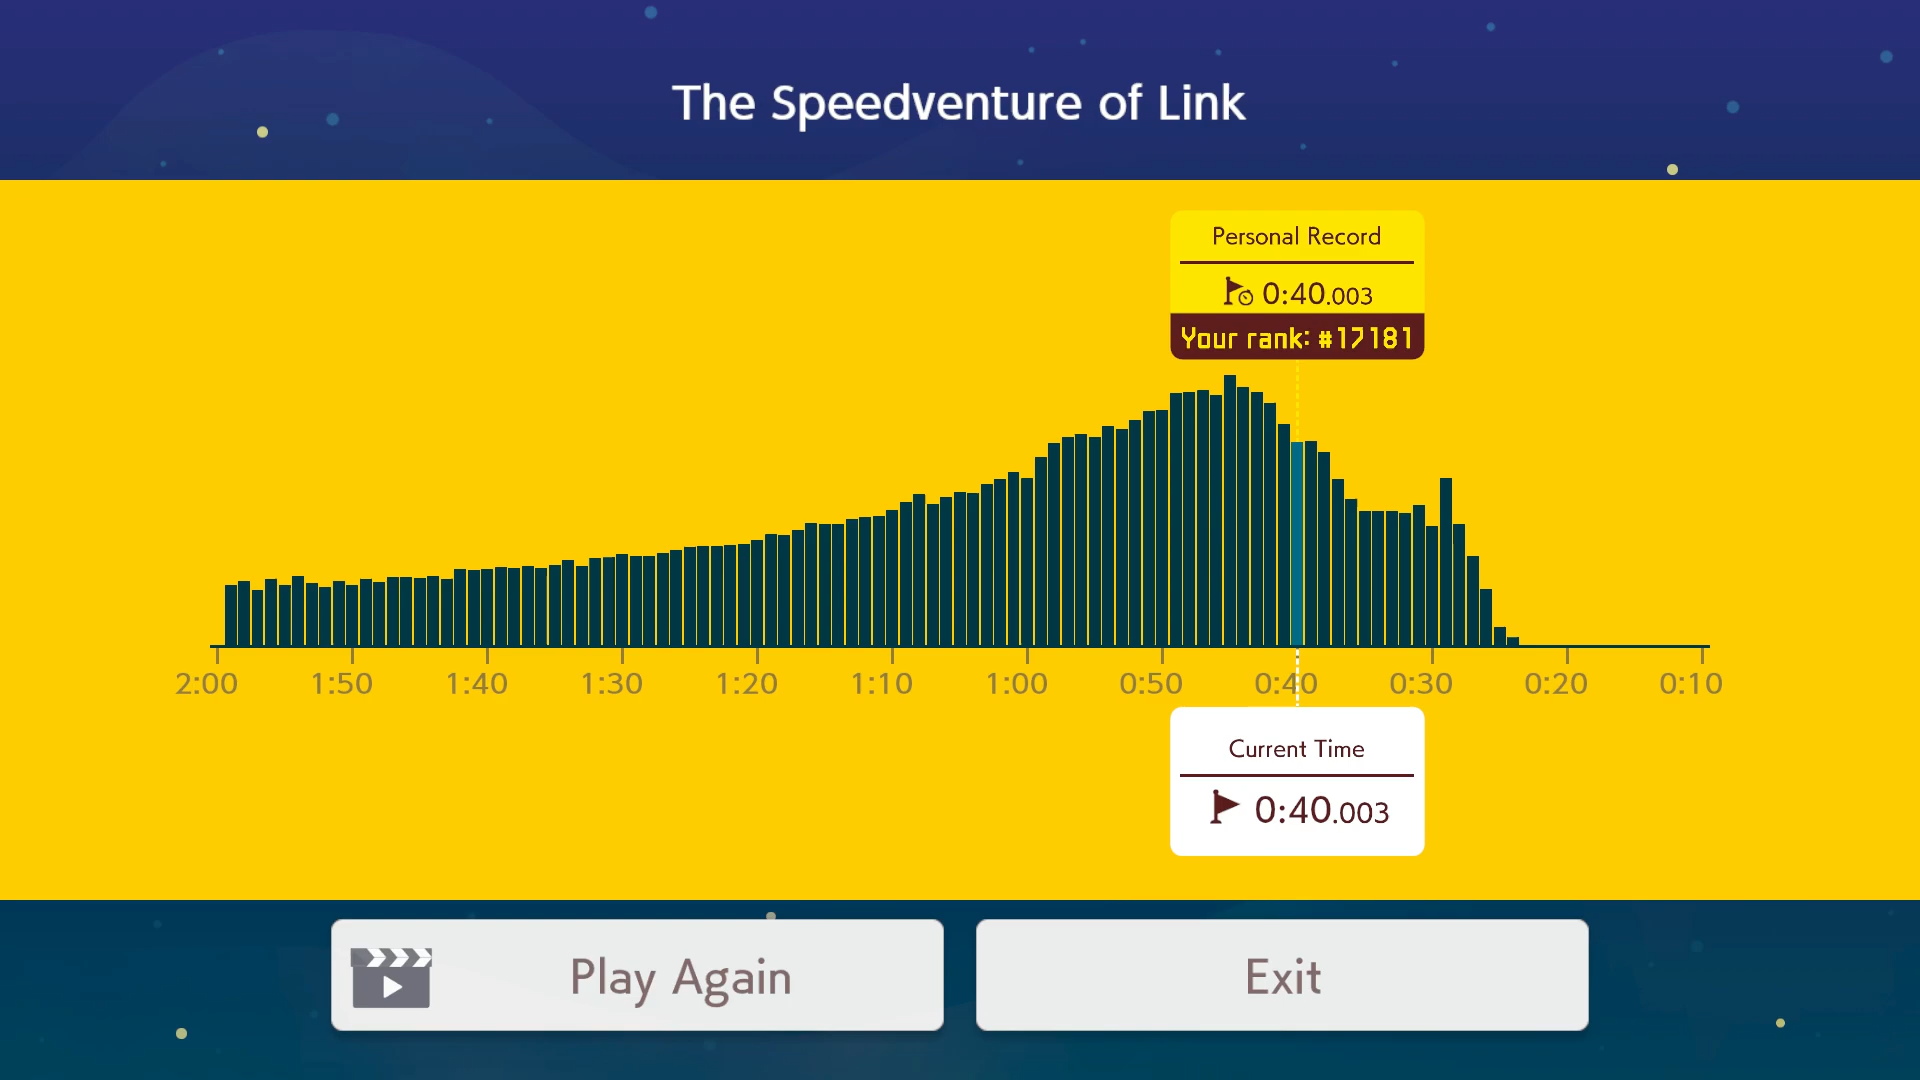 The Speedventure of Link
Personal Record
0:40.003
Your rank: #17181
2:00 1:50 1:40 1:30 1:20 1:10 1:00 0:50 0:40 0:30 0:20 0:10
Current Time
0:40.003
Play Again Exit